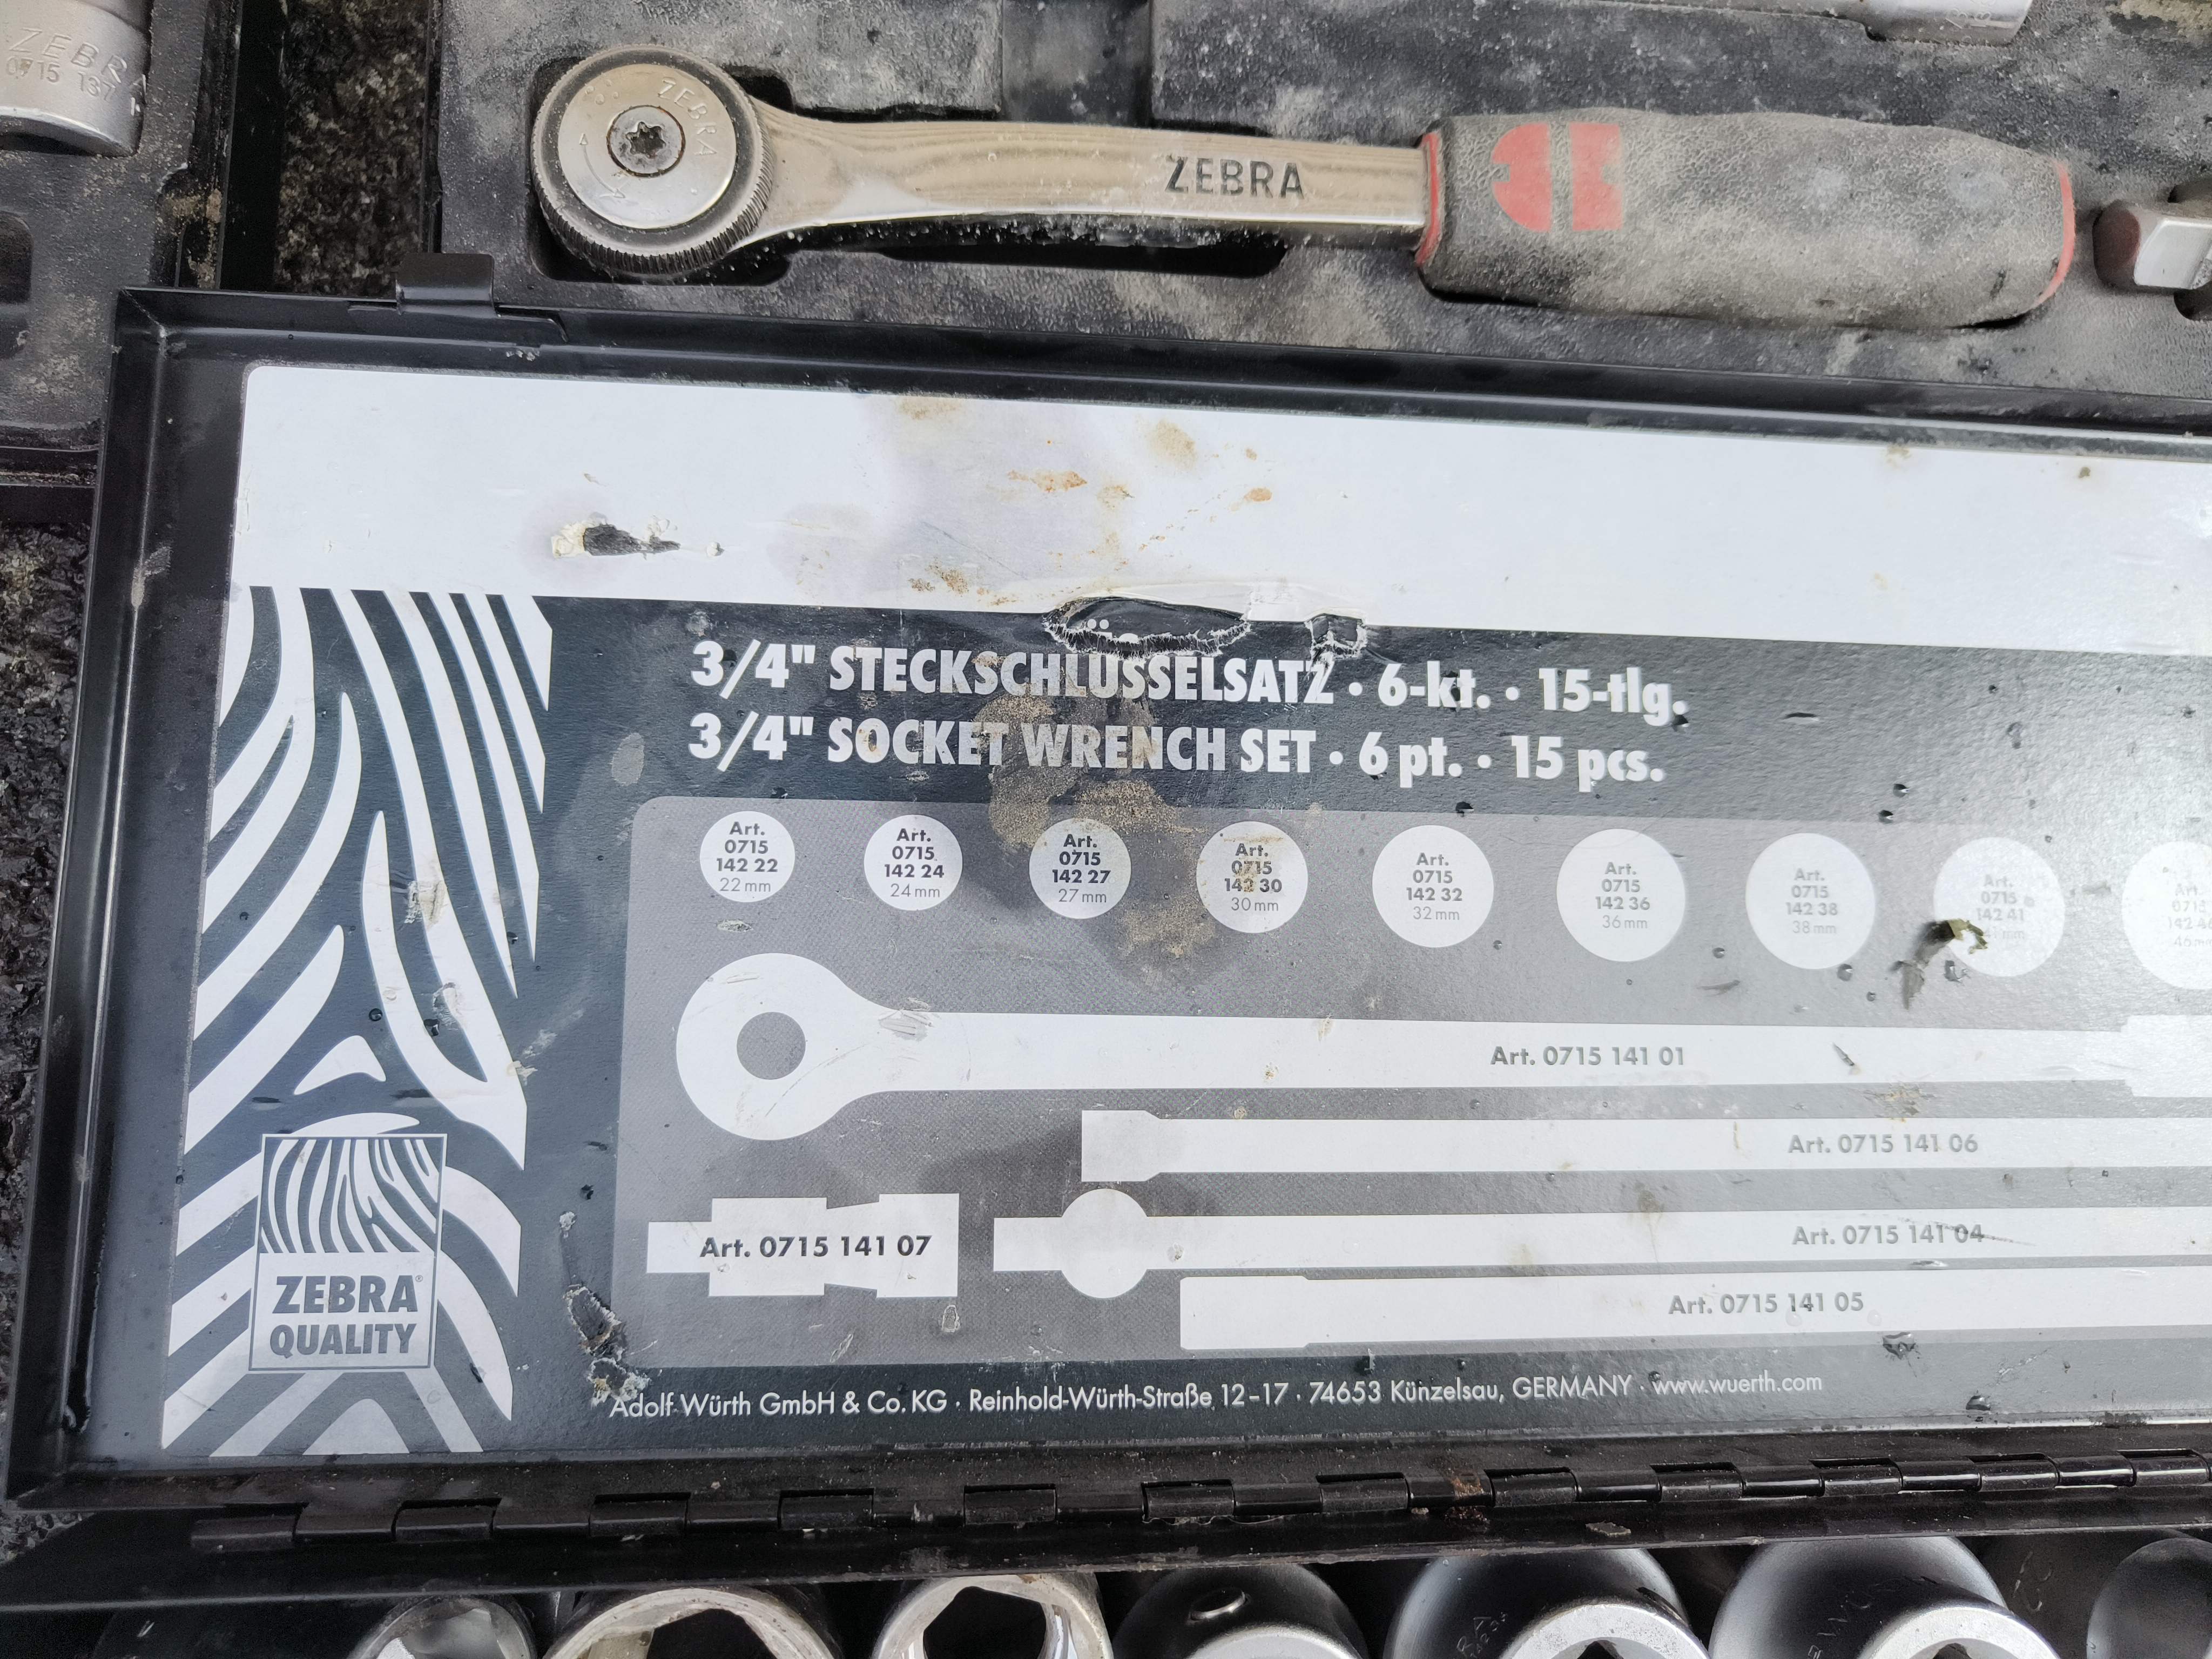 ZEBRA
0715 137
ZEBRA
ZEBRA
3/4" STECKSCHLÜSSELSATZ · 6-kt. · 15-tlg.
3/4" SOCKET WRENCH SET · 6 pt. · 15 pcs.
Art.
0715
142 22
22 mm
Art.
0715
142 24
24 mm
Art.
0715
142 27
27 mm
Art.
0715
142 30
30 mm
Art.
0715
142 32
32 mm
Art.
0715
142 36
36 mm
Art.
0715
142 38
38 mm
Art.
0715
142 41
mm
Art. 0715 141 01
Art. 0715 141 06
Art. 0715 141 07
Art. 0715 141 04
Art. 0715 141 05
ZEBRA®
QUALITY
Adolf Würth GmbH & Co. KG · Reinhold-Würth-Straße 12–17 · 74653 Künzelsau, GERMANY · www.wuerth.com